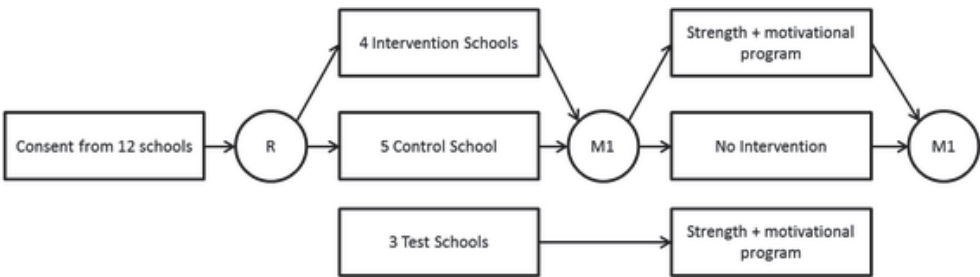 4 Intervention Schools
Strength + motivational
program
Consent from 12 schools
R
5 Control School
M1
No Intervention
M1
3 Test Schools
Strength + motivational
program